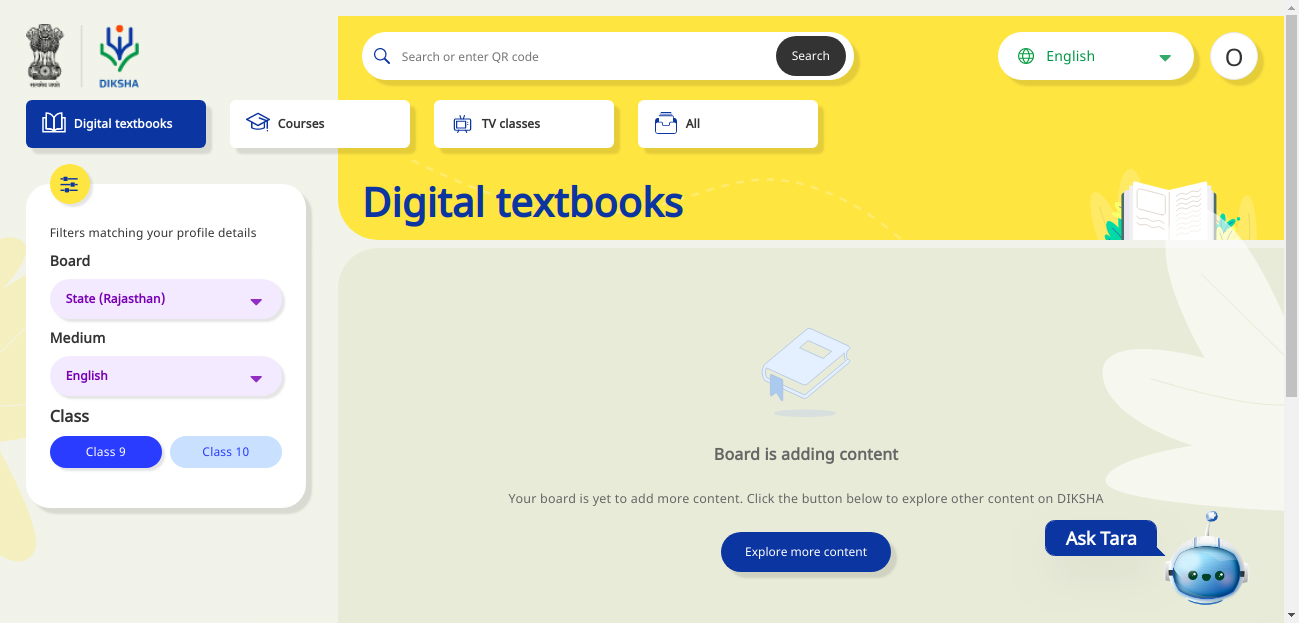 DIKSHA
Search or enter QR code
Search
English
O
Digital textbooks
Courses
TV classes
All
Digital textbooks
Filters matching your profile details
Board
State (Rajasthan)
Medium
English
Class
Class 9
Class 10
Board is adding content
Your board is yet to add more content. Click the button below to explore other content on DIKSHA
Explore more content
Ask Tara